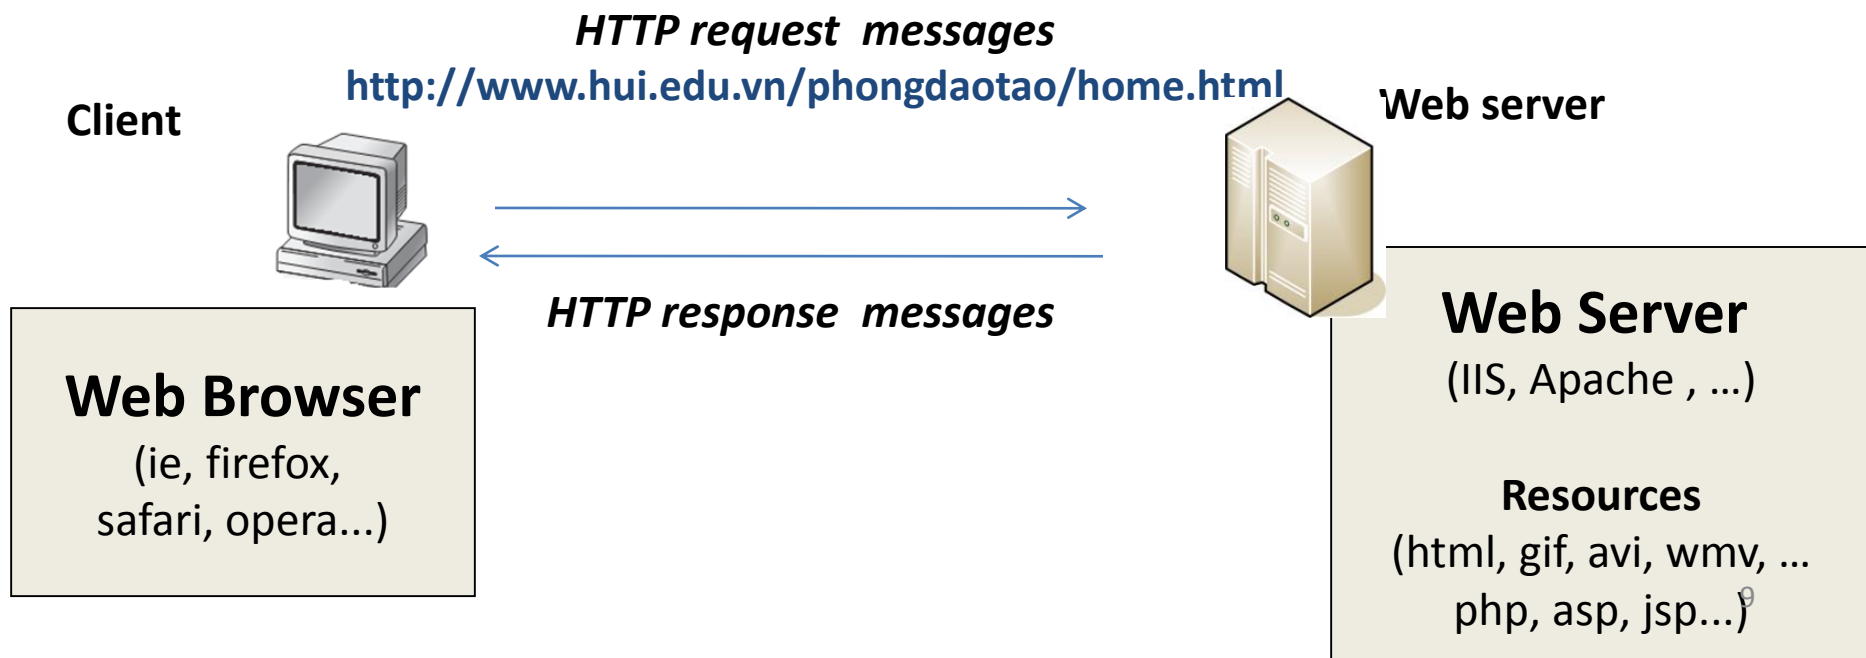 HTTP request messages
http://www.hui.edu.vn/phongdaotao/home.html
Client
Web server
HTTP response messages
Web Browser
(ie, firefox,
safari, opera...)
Web Server
(IIS, Apache , ...)
Resources
(html, gif, avi, wmv, ...
php, asp, jsp...)
9